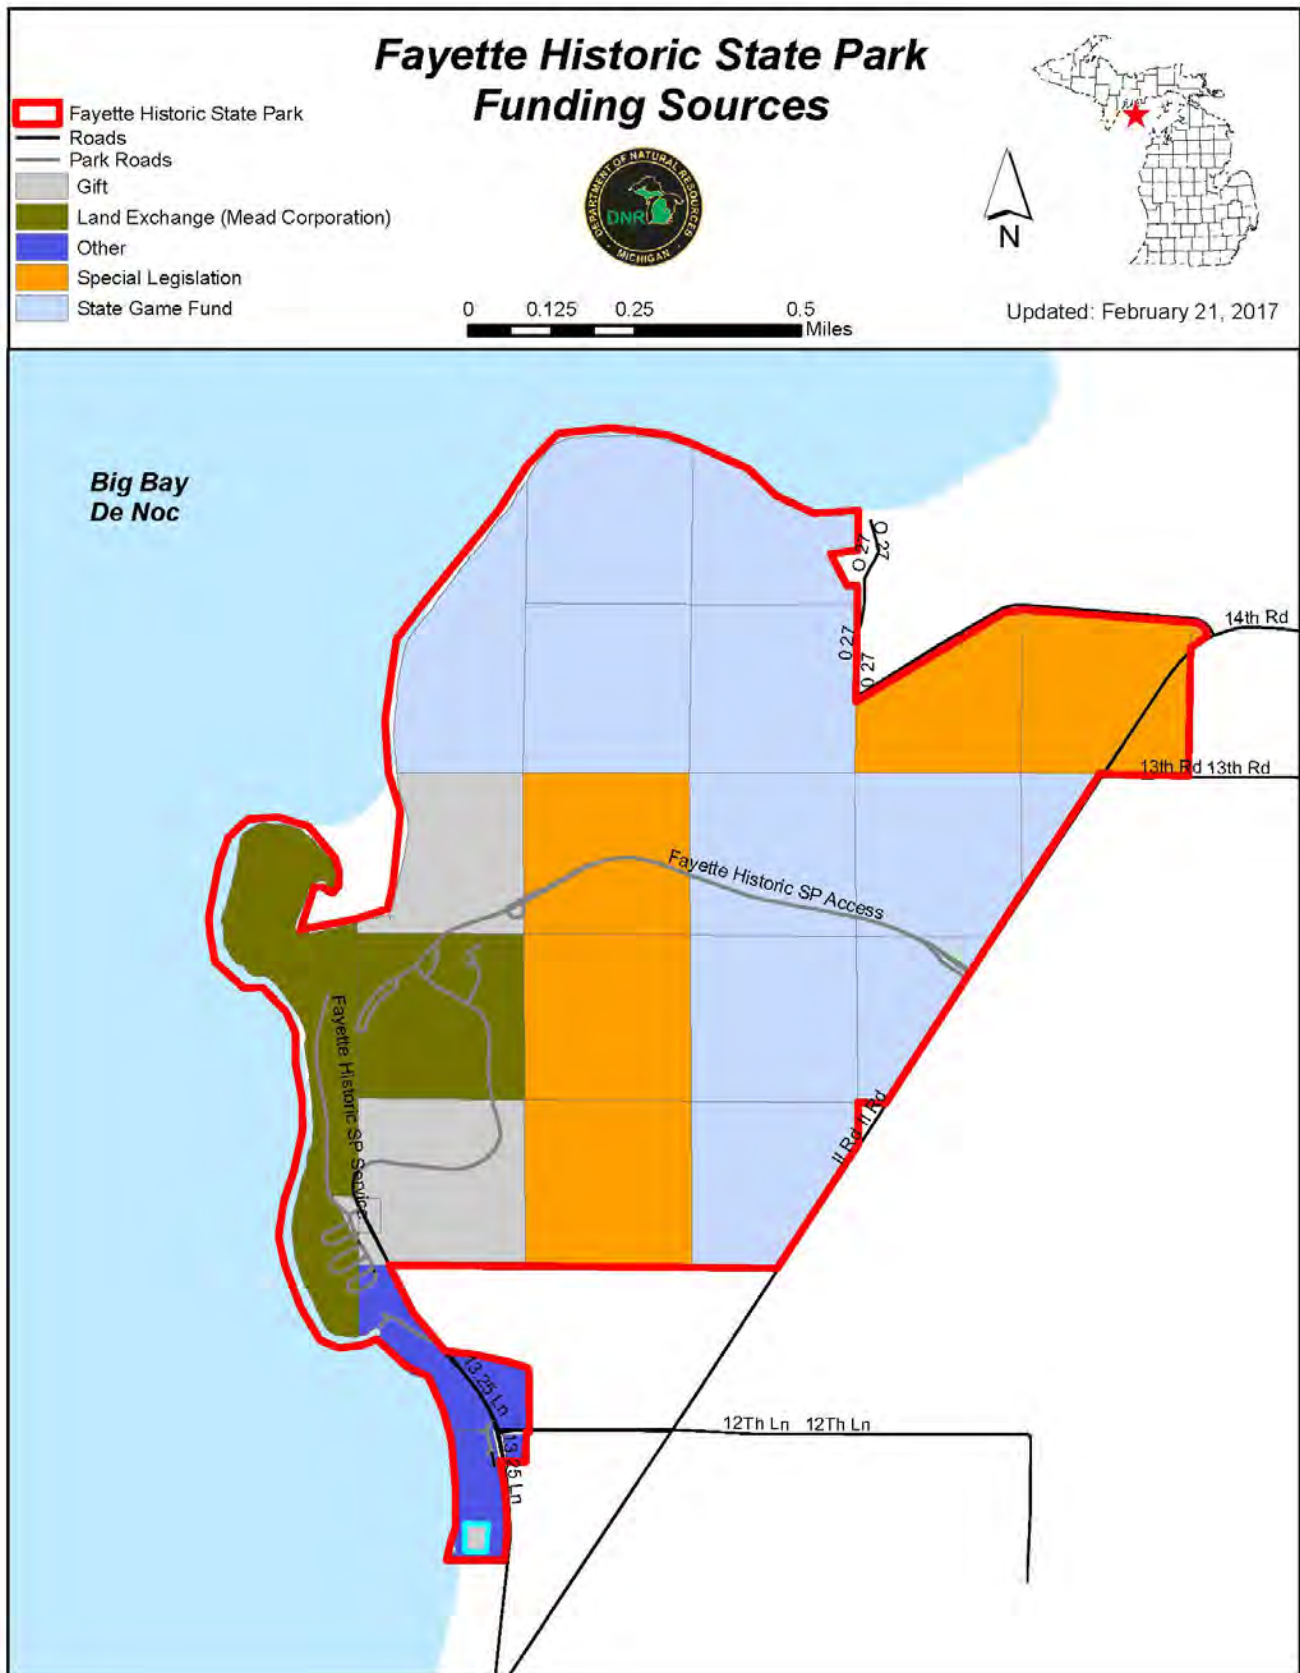 Fayette Historic State Park
Funding Sources
Fayette Historic State Park
Roads
Park Roads
Gift
Land Exchange (Mead Corporation)
Other
Special Legislation
State Game Fund
DEPARTMENT OF NATURAL RESOURCES
DNR
MICHIGAN
N
0 0.125 0.25 0.5
Miles
Updated: February 21, 2017
Big Bay
De Noc
O 27
O 27
O 27
O 27
14th Rd
13th Rd 13th Rd
Fayette Historic SP Access
Fayette Historic SP Service
II Rd II Rd
13.25 Ln
12Th Ln 12Th Ln
13.25 Ln